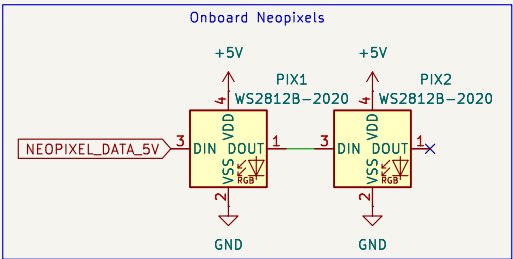 Onboard Neopixels
+5V +5V
PIX1 PIX2
WS2812B-2020 WS2812B-2020
4 4
VDD VDD
NEOPIXEL_DATA_5V 3 DIN DOUT 1 3 DIN DOUT 1
VSS RGB VSS RGB
2 2
GND GND